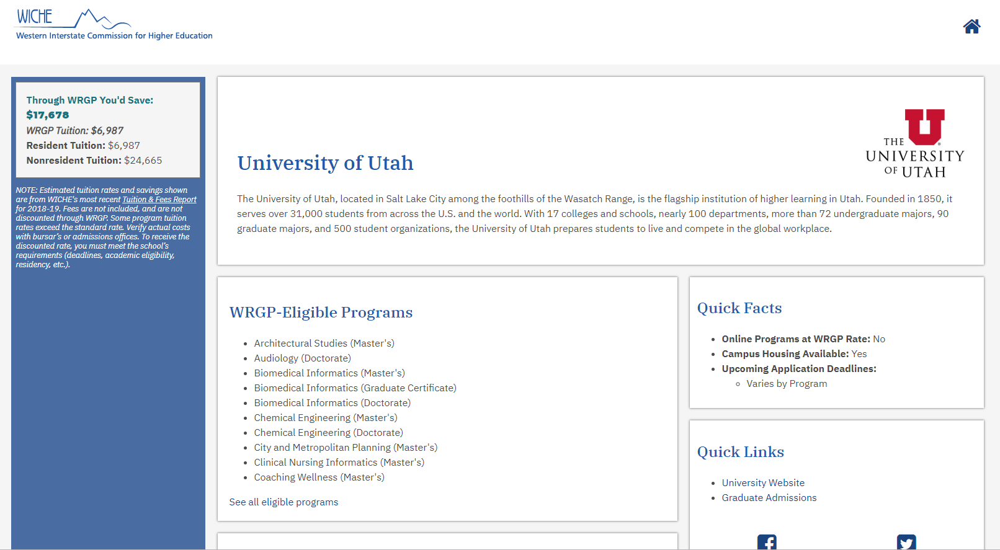 WICHE
Western Interstate Commission for Higher Education
Through WRGP You'd Save:
$17,678
WRGP Tuition: $6,987
Resident Tuition: $6,987
Nonresident Tuition: $24,665
NOTE: Estimated tuition rates and savings shown
are from WICHE's most recent Tuition & Fees Report
for 2018-19. Fees are not included, and are not
discounted through WRGP. Some program tuition
rates exceed the standard rate. Verify actual costs
with bursar's or admissions offices. To receive the
discounted rate, you must meet the school's
requirements (deadlines, academic eligibility,
residency, etc.).
THE
UNIVERSITY
OF UTAH
University of Utah
The University of Utah, located in Salt Lake City among the foothills of the Wasatch Range, is the flagship institution of higher learning in Utah. Founded in 1850, it
serves over 31,000 students from across the U.S. and the world. With 17 colleges and schools, nearly 100 departments, more than 72 undergraduate majors, 90
graduate majors, and 500 student organizations, the University of Utah prepares students to live and compete in the global workplace.
WRGP-Eligible Programs
Architectural Studies (Master's)
Audiology (Doctorate)
Biomedical Informatics (Master's)
Biomedical Informatics (Graduate Certificate)
Biomedical Informatics (Doctorate)
Chemical Engineering (Master's)
Chemical Engineering (Doctorate)
City and Metropolitan Planning (Master's)
Clinical Nursing Informatics (Master's)
Coaching Wellness (Master's)
See all eligible programs
Quick Facts
Online Programs at WRGP Rate: No
Campus Housing Available: Yes
Upcoming Application Deadlines:
Varies by Program
Quick Links
University Website
Graduate Admissions